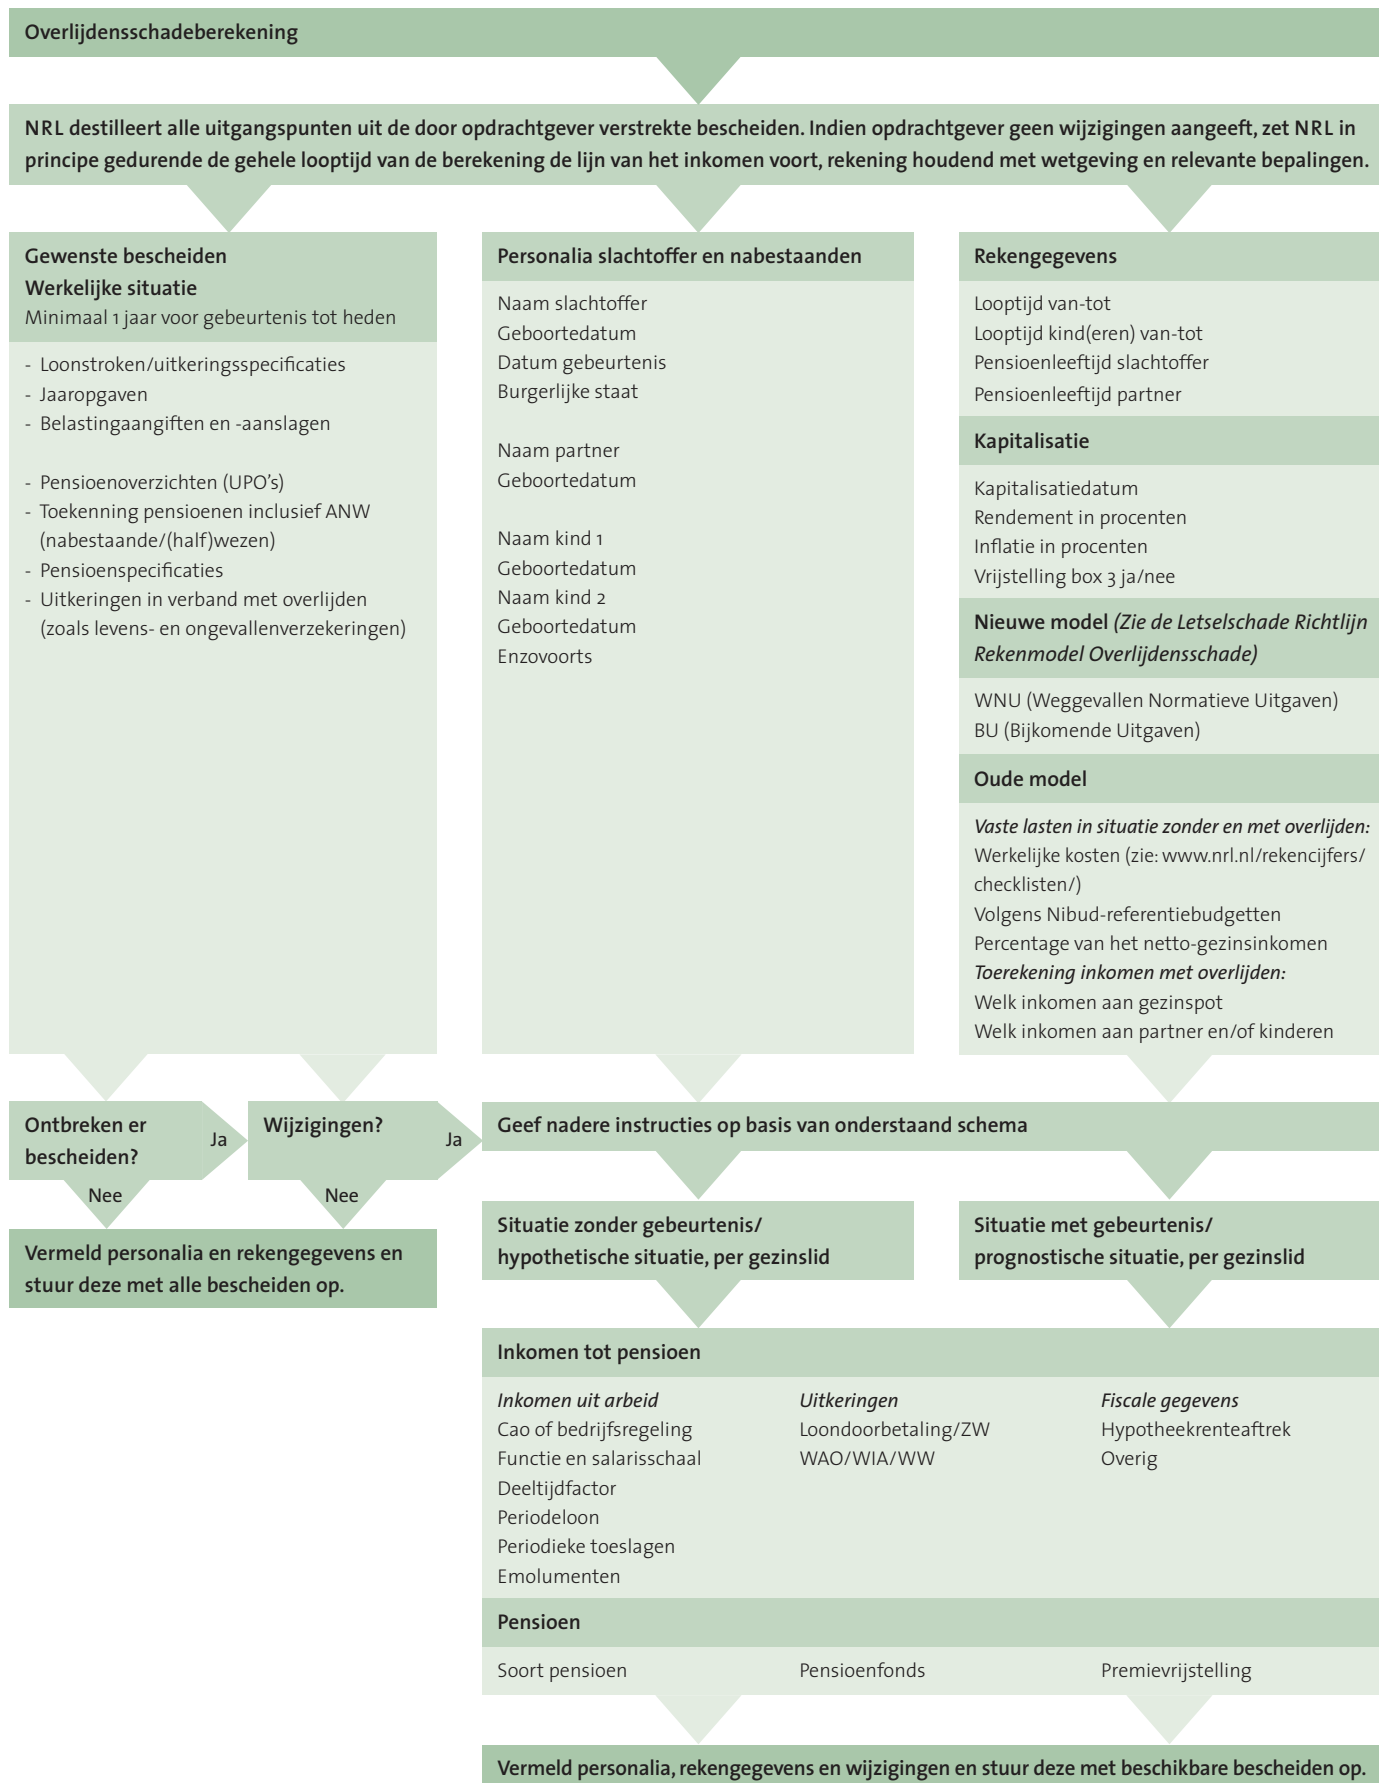 Overlijdensschadeberekening
NRL destilleert alle uitgangspunten uit de door opdrachtgever verstrekte bescheiden. Indien opdrachtgever geen wijzigingen aangeeft, zet NRL in
principe gedurende de gehele looptijd van de berekening de lijn van het inkomen voort, rekening houdend met wetgeving en relevante bepalingen.
Gewenste bescheiden
Werkelijke situatie
Minimaal 1 jaar voor gebeurtenis tot heden
- Loonstroken/uitkeringsspecificaties
- Jaaropgaven
- Belastingaangiften en -aanslagen
- Pensioenoverzichten (UPO's)
- Toekenning pensioenen inclusief ANW
(nabestaande/(half)wezen)
- Pensioenspecificaties
- Uitkeringen in verband met overlijden
(zoals levens- en ongevallenverzekeringen)
Personalia slachtoffer en nabestaanden
Naam slachtoffer
Geboortedatum
Datum gebeurtenis
Burgerlijke staat
Naam partner
Geboortedatum
Naam kind 1
Geboortedatum
Naam kind 2
Geboortedatum
Enzovoorts
Rekengegevens
Looptijd van-tot
Looptijd kind(eren) van-tot
Pensioenleeftijd slachtoffer
Pensioenleeftijd partner
Kapitalisatie
Kapitalisatiedatum
Rendement in procenten
Inflatie in procenten
Vrijstelling box 3 ja/nee
Nieuwe model (Zie de Letselschade Richtlijn
Rekenmodel Overlijdensschade)
WNU (Weggevallen Normatieve Uitgaven)
BU (Bijkomende Uitgaven)
Oude model
Vaste lasten in situatie zonder en met overlijden:
Werkelijke kosten (zie: www.nrl.nl/rekencijfers/
checklisten/)
Volgens Nibud-referentiebudgetten
Percentage van het netto-gezinsinkomen
Toerekening inkomen met overlijden:
Welk inkomen aan gezinspot
Welk inkomen aan partner en/of kinderen
Ontbreken er
bescheiden?
Ja
Nee
Wijzigingen?
Ja
Nee
Vermeld personalia en rekengegevens en
stuur deze met alle bescheiden op.
Geef nadere instructies op basis van onderstaand schema
Situatie zonder gebeurtenis/
hypothetische situatie, per gezinslid
Situatie met gebeurtenis/
prognostische situatie, per gezinslid
Inkomen tot pensioen
Inkomen uit arbeid
Cao of bedrijfsregeling
Functie en salarisschaal
Deeltijdfactor
Periodeloon
Periodieke toeslagen
Emolumenten
Uitkeringen
Loondoorbetaling/ZW
WAO/WIA/WW
Fiscale gegevens
Hypotheekrenteaftrek
Overig
Pensioen
Soort pensioen
Pensioenfonds
Premievrijstelling
Vermeld personalia, rekengegevens en wijzigingen en stuur deze met beschikbare bescheiden op.